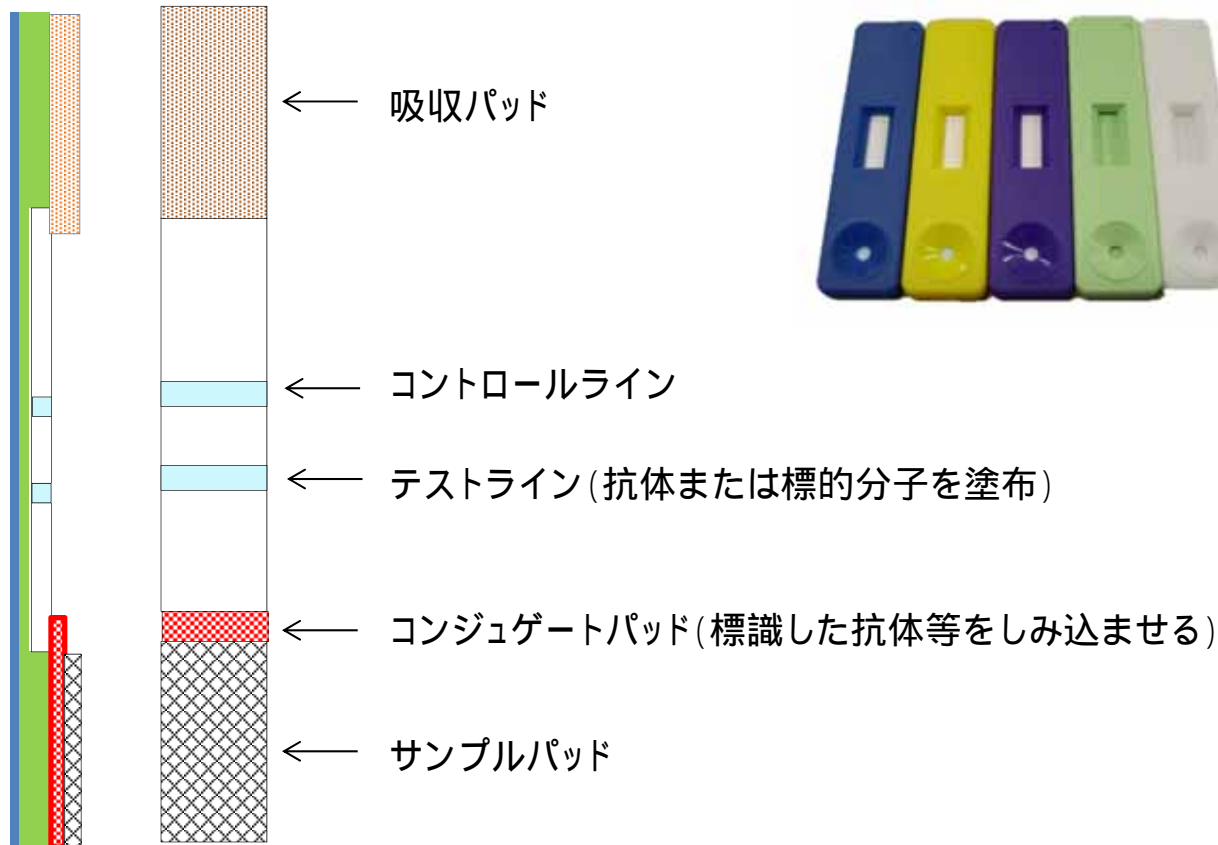 吸収パッド
コントロールライン
テストライン(抗体または標的分子を塗布)
コンジュゲートパッド(標識した抗体等をしみ込ませる)
サンプルパッド